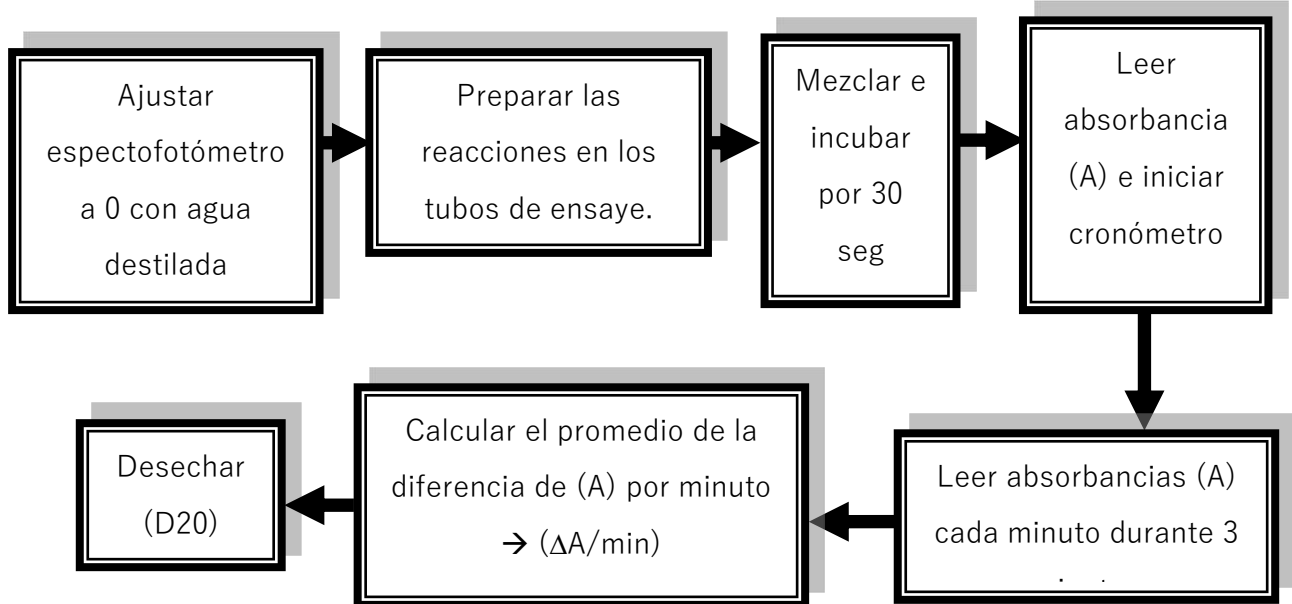 Ajustar
espectofotómetro
a 0 con agua
destilada
Preparar las
reacciones en los
tubos de ensaye.
Mezclar e
incubar
por 30
seg
Leer
absorbancia
(A) e iniciar
cronómetro
Leer absorbancias (A)
cada minuto durante 3
Calcular el promedio de la
diferencia de (A) por minuto
→ (ΔA/min)
Desechar
(D20)